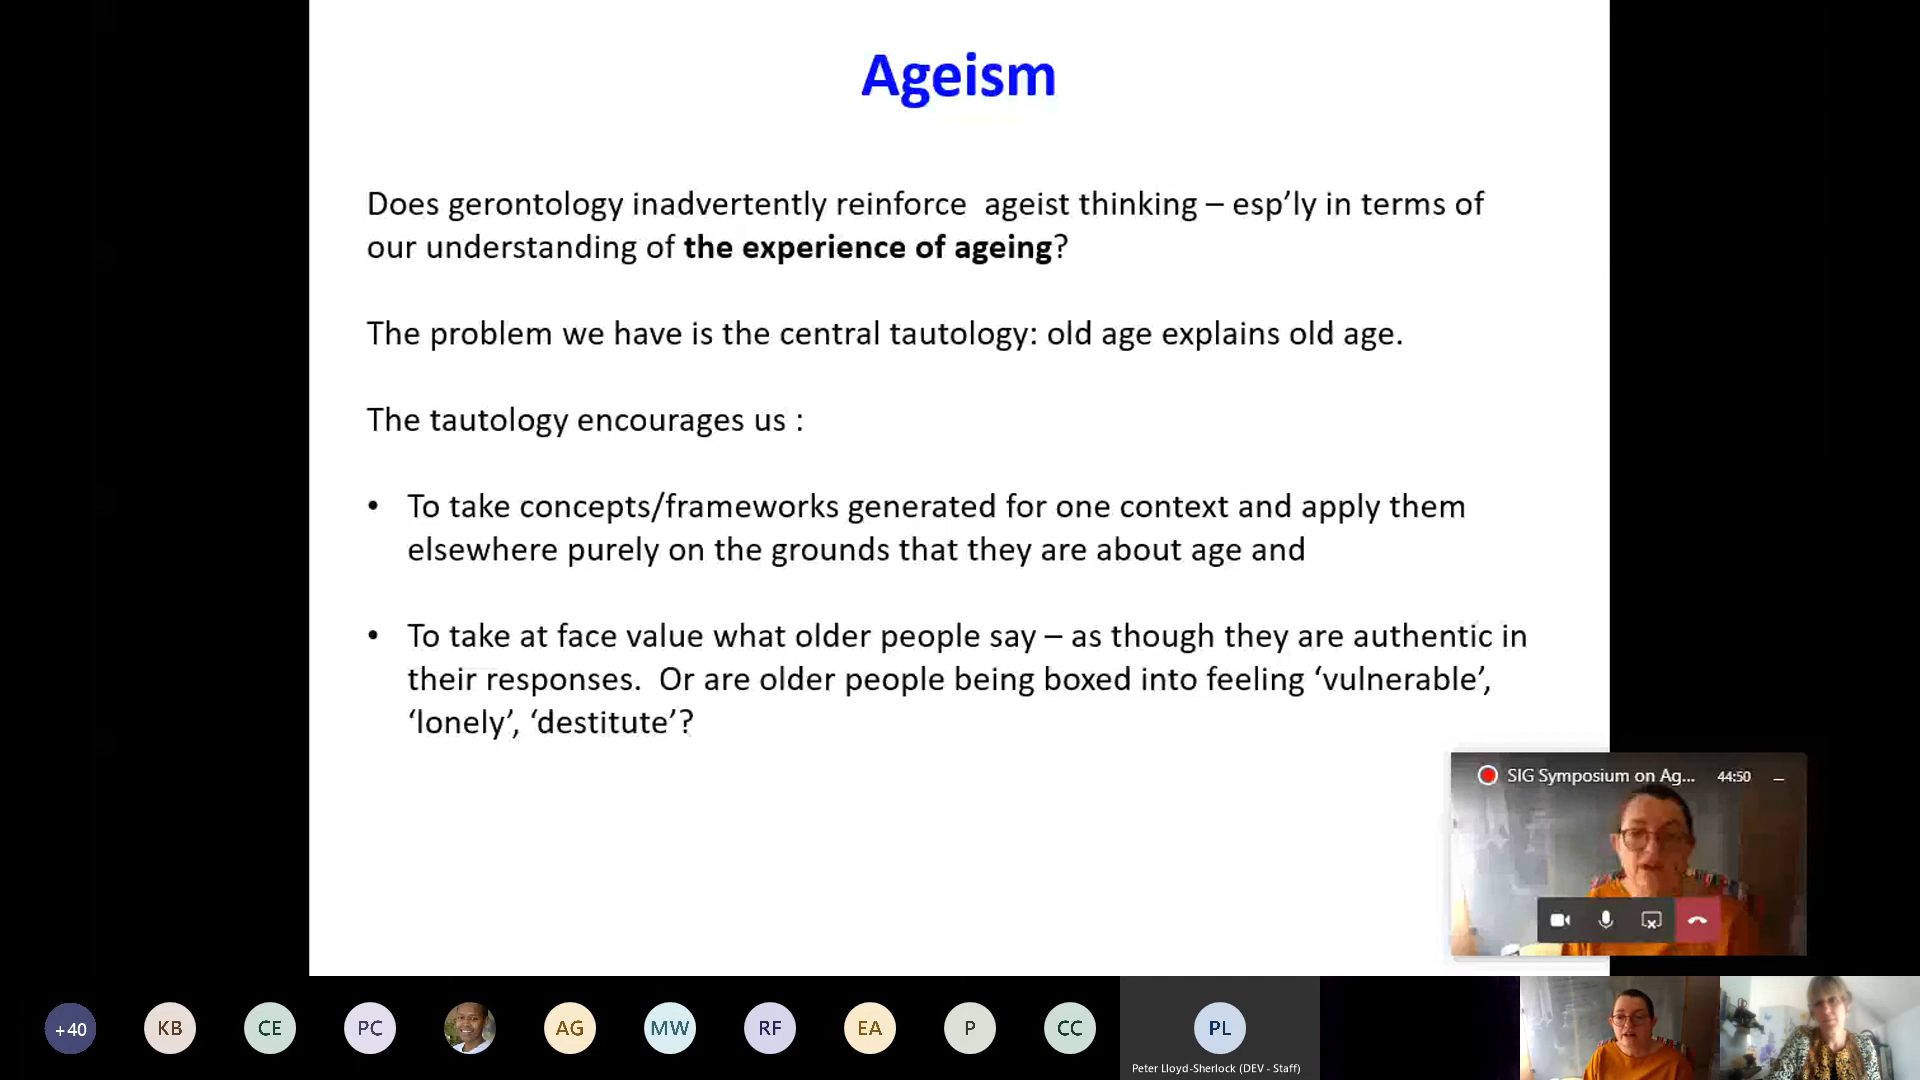 Ageism
Does gerontology inadvertently reinforce  ageist thinking – esp’ly in terms of
our understanding of the experience of ageing?
The problem we have is the central tautology: old age explains old age.
The tautology encourages us :
• To take concepts/frameworks generated for one context and apply them
elsewhere purely on the grounds that they are about age and
• To take at face value what older people say – as though they are authentic in
their responses.  Or are older people being boxed into feeling ‘vulnerable’,
‘lonely’, ‘destitute’?
SIG Symposium on Ag... 44:50
+40 KB CE PC AG MW RF EA P CC PL
Peter Lloyd-Sherlock (DEV - Staff)